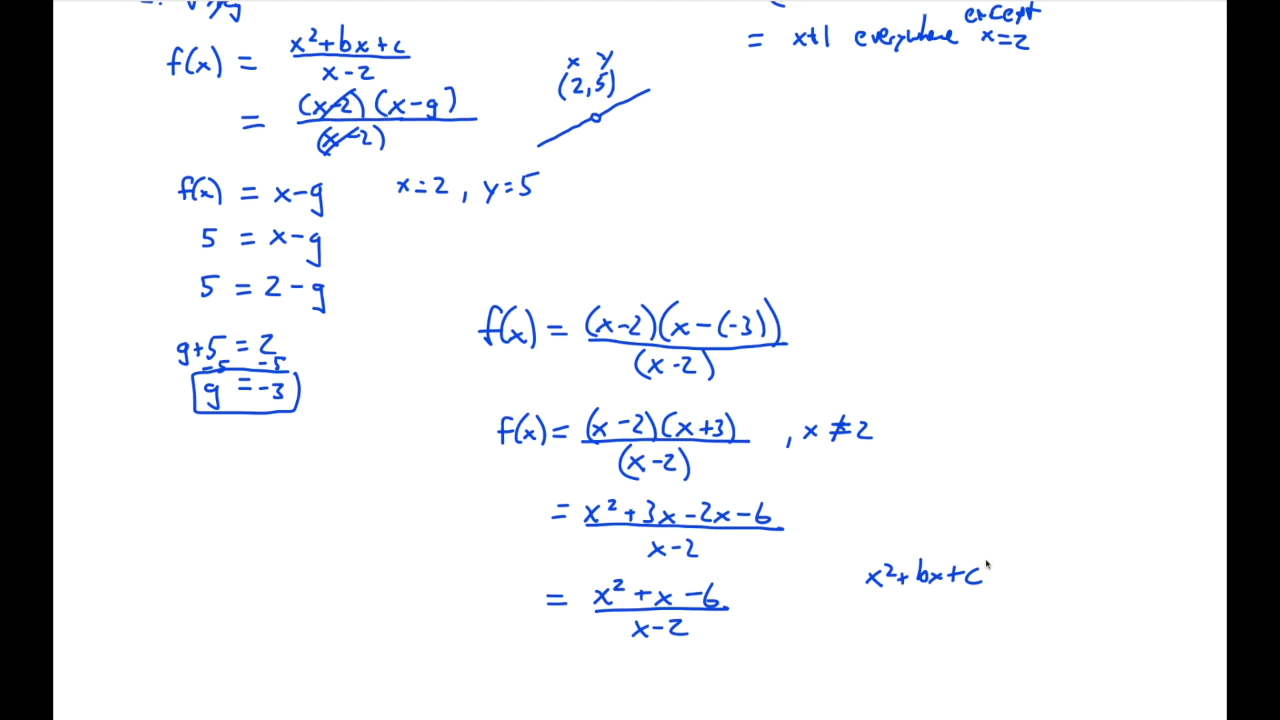 except
= x+1 everywhere x=2
f(x) = x²+bx+c
x-2
x y
(2,5)
= (x-2)(x-g)
(x-2)
f(x) = x-g x=2, y=5
5 = x-g
5 = 2-g
g+5 = 2
-5 -5
g = -3
f(x) = (x-2)(x-(-3))
(x-2)
f(x) = (x-2)(x+3) , x ≠ 2
(x-2)
= x²+3x-2x-6
x-2
x²+bx+c
= x²+x-6
x-2